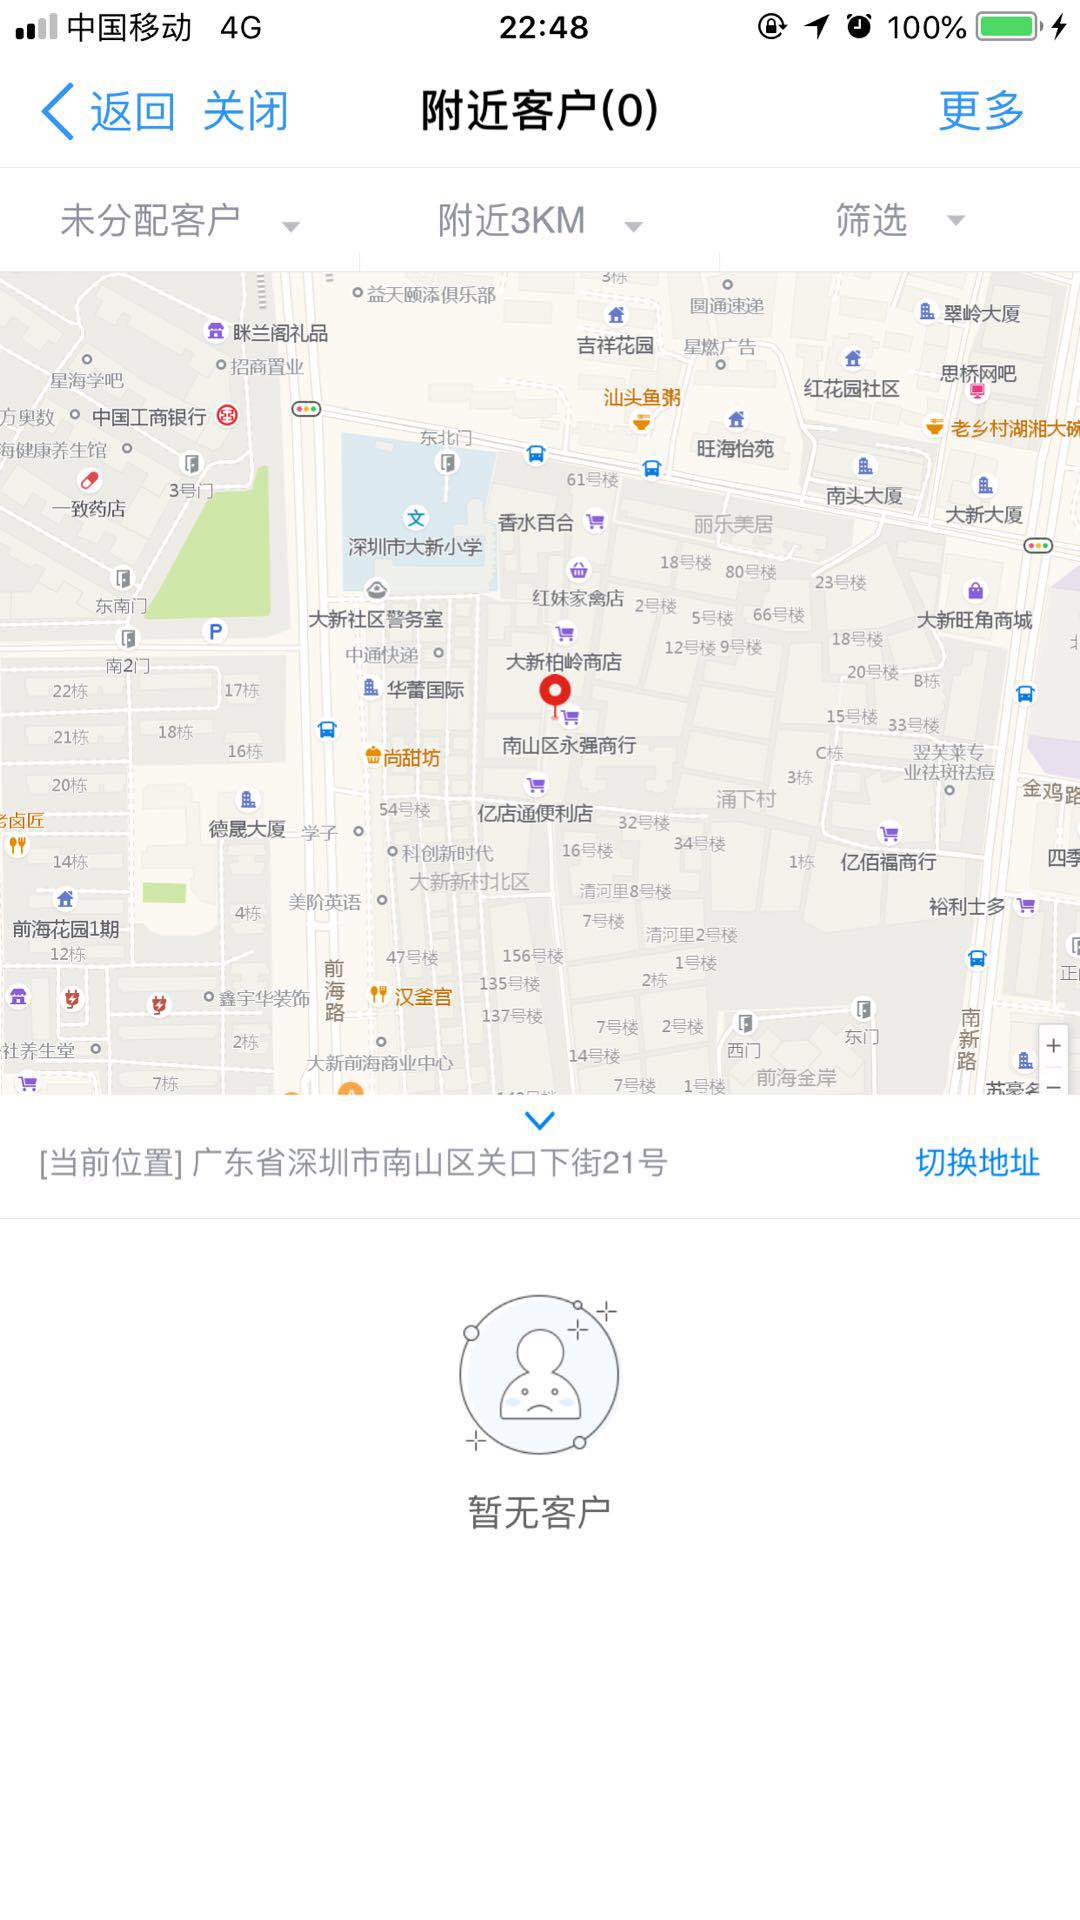 中国移动 4G 22:48 100%
返回 关闭 附近客户(0) 更多
未分配客户 附近3KM 筛选
3栋
益天颐添俱乐部
圆通速递
翠岭大厦
眯兰阁礼品
吉祥花园
星燃广告
招商置业
星海学吧
红花园社区
思桥网吧
汕头鱼粥
方奥数
中国工商银行
老乡村湖湘大碗
东北门
旺海怡苑
海健康养生馆
61号楼
3号门
南头大厦
一致药店
大新大厦
香水百合
丽乐美居
深圳市大新小学
18号楼
80号楼
23号楼
红妹家禽店
2号楼
东南门
大新社区警务室
5号楼
66号楼
大新旺角商城
18号楼
12号楼
9号楼
中通快递
大新柏岭商店
南2门
20号楼
B栋
22栋
17栋
华蕾国际
15号楼
33号楼
21栋
18栋
16栋
南山区永强商行
C栋
翌芙莱专
业祛斑祛痘
尚甜坊
3栋
20栋
金鸡路
涌下村
54号楼
亿店通便利店
老卤匠
32号楼
德晟大厦
学子
34号楼
科创新时代
16号楼
14栋
1栋
亿佰福商行
四季
大新新村北区
清河里8号楼
美阶英语
裕利士多
4栋
7号楼
前海花园1期
清河里2号楼
12栋
47号楼
156号楼
1号楼
前海路
2栋
135号楼
汉釜宫
鑫宇华装饰
137号楼
7号楼
2号楼
东门
南新路
2栋
西门
社养生堂
14号楼
大新前海商业中心
前海金岸
7栋
7号楼
1号楼
苏豪名
[当前位置] 广东省深圳市南山区关口下街21号 切换地址
暂无客户